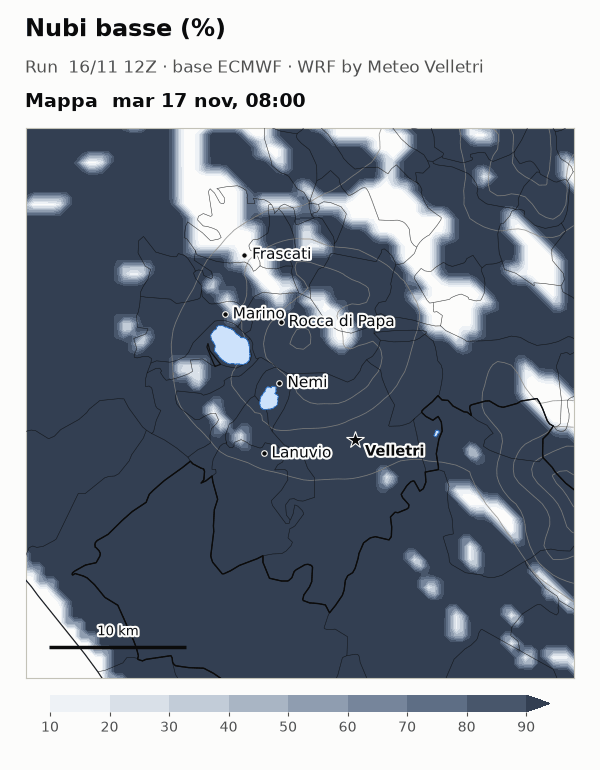 Nubi basse (%)
Run  16/11 12Z · base ECMWF · WRF by Meteo Velletri
Mappa  mar 17 nov, 08:00
Frascati
Marino
Rocca di Papa
Nemi
Velletri
Lanuvio
10 km
10 20 30 40 50 60 70 80 90